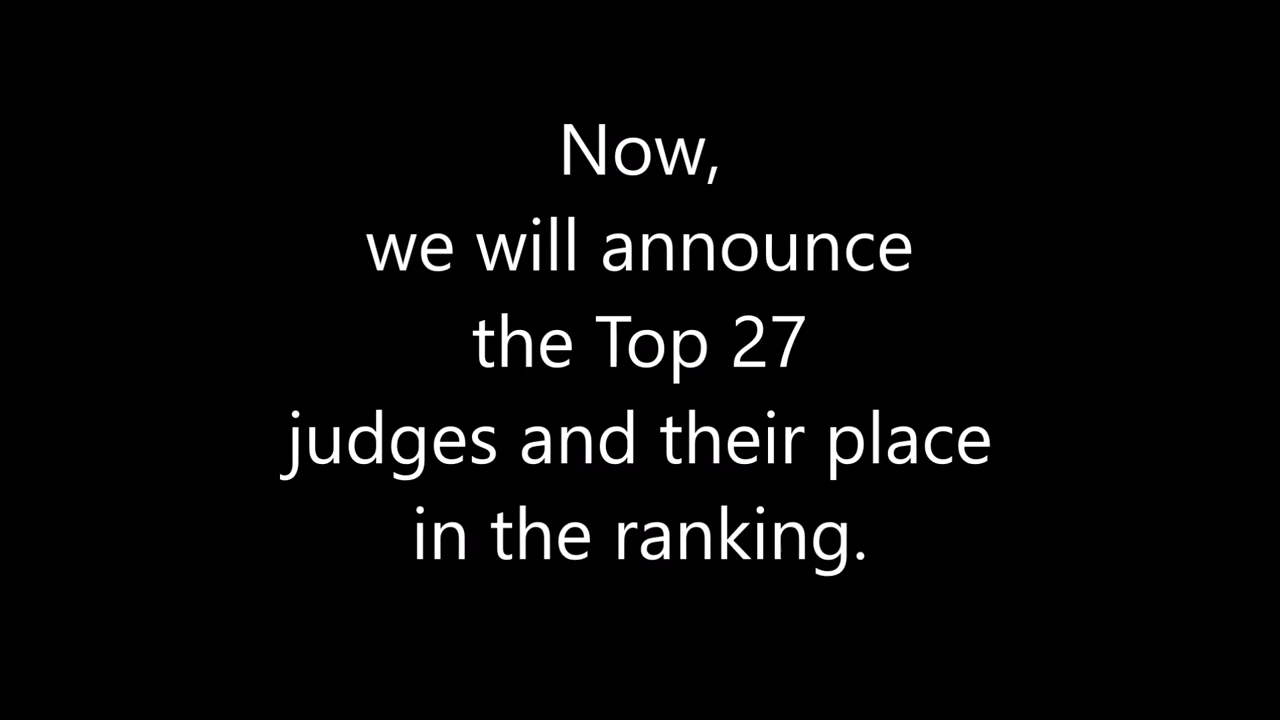 Now,
we will announce
the Top 27
judges and their place
in the ranking.